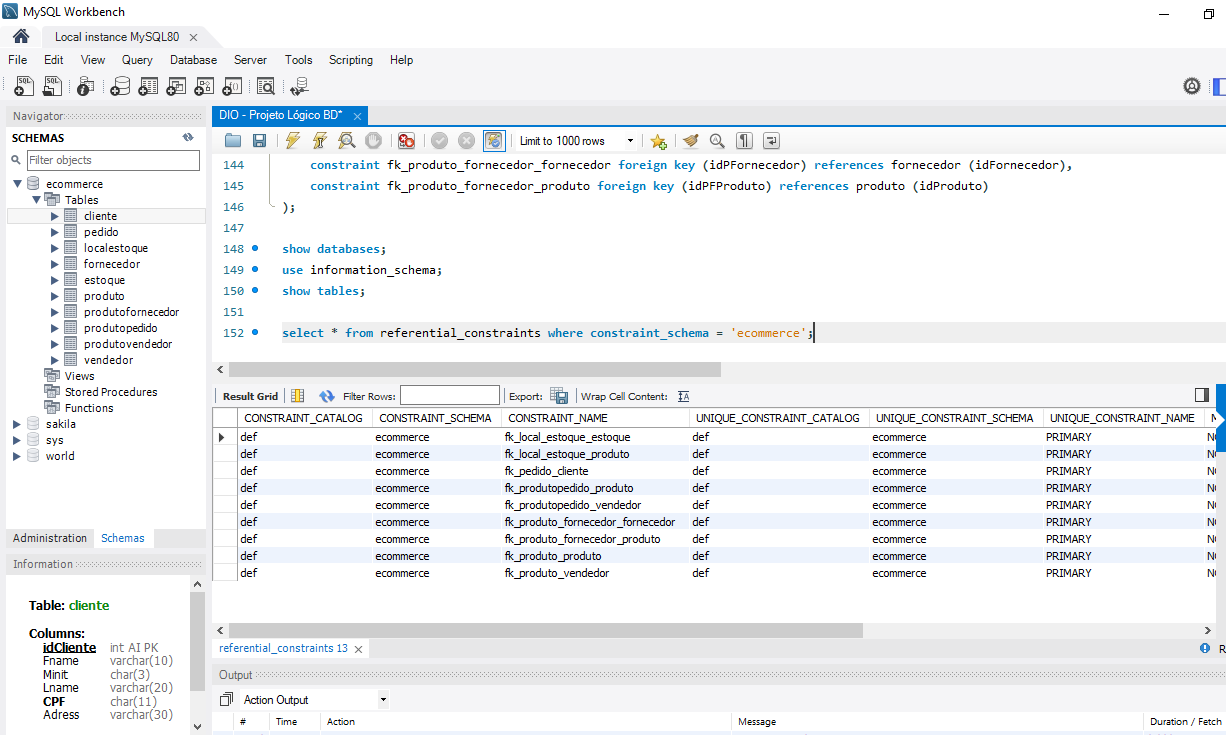 MySQL Workbench
Local instance MySQL80
File Edit View Query Database Server Tools Scripting Help
Navigator
SCHEMAS
Filter objects
ecommerce
Tables
cliente
pedido
localestoque
fornecedor
estoque
produto
produtofornecedor
produtopedido
produtovendedor
vendedor
Views
Stored Procedures
Functions
sakila
sys
world
Administration Schemas
Information
Table: cliente
Columns:
idCliente int AI PK
Fname varchar(10)
Minit char(3)
Lname varchar(20)
CPF char(11)
Adress varchar(30)
DIO - Projeto Lógico BD*
Limit to 1000 rows
144 constraint fk_produto_fornecedor_fornecedor foreign key (idPFornecedor) references fornecedor (idFornecedor),
145 constraint fk_produto_fornecedor_produto foreign key (idPFProduto) references produto (idProduto)
146 );
147
148 show databases;
149 use information_schema;
150 show tables;
151
152 select * from referential_constraints where constraint_schema = 'ecommerce';
Result Grid Filter Rows: Export: Wrap Cell Content: IA
CONSTRAINT_CATALOG CONSTRAINT_SCHEMA CONSTRAINT_NAME UNIQUE_CONSTRAINT_CATALOG UNIQUE_CONSTRAINT_SCHEMA UNIQUE_CONSTRAINT_NAME
def ecommerce fk_local_estoque_estoque def ecommerce PRIMARY
def ecommerce fk_local_estoque_produto def ecommerce PRIMARY
def ecommerce fk_pedido_cliente def ecommerce PRIMARY
def ecommerce fk_produtopedido_produto def ecommerce PRIMARY
def ecommerce fk_produtopedido_vendedor def ecommerce PRIMARY
def ecommerce fk_produto_fornecedor_fornecedor def ecommerce PRIMARY
def ecommerce fk_produto_fornecedor_produto def ecommerce PRIMARY
def ecommerce fk_produto_produto def ecommerce PRIMARY
def ecommerce fk_produto_vendedor def ecommerce PRIMARY
referential_constraints 13
Output
Action Output
# Time Action Message Duration / Fetch